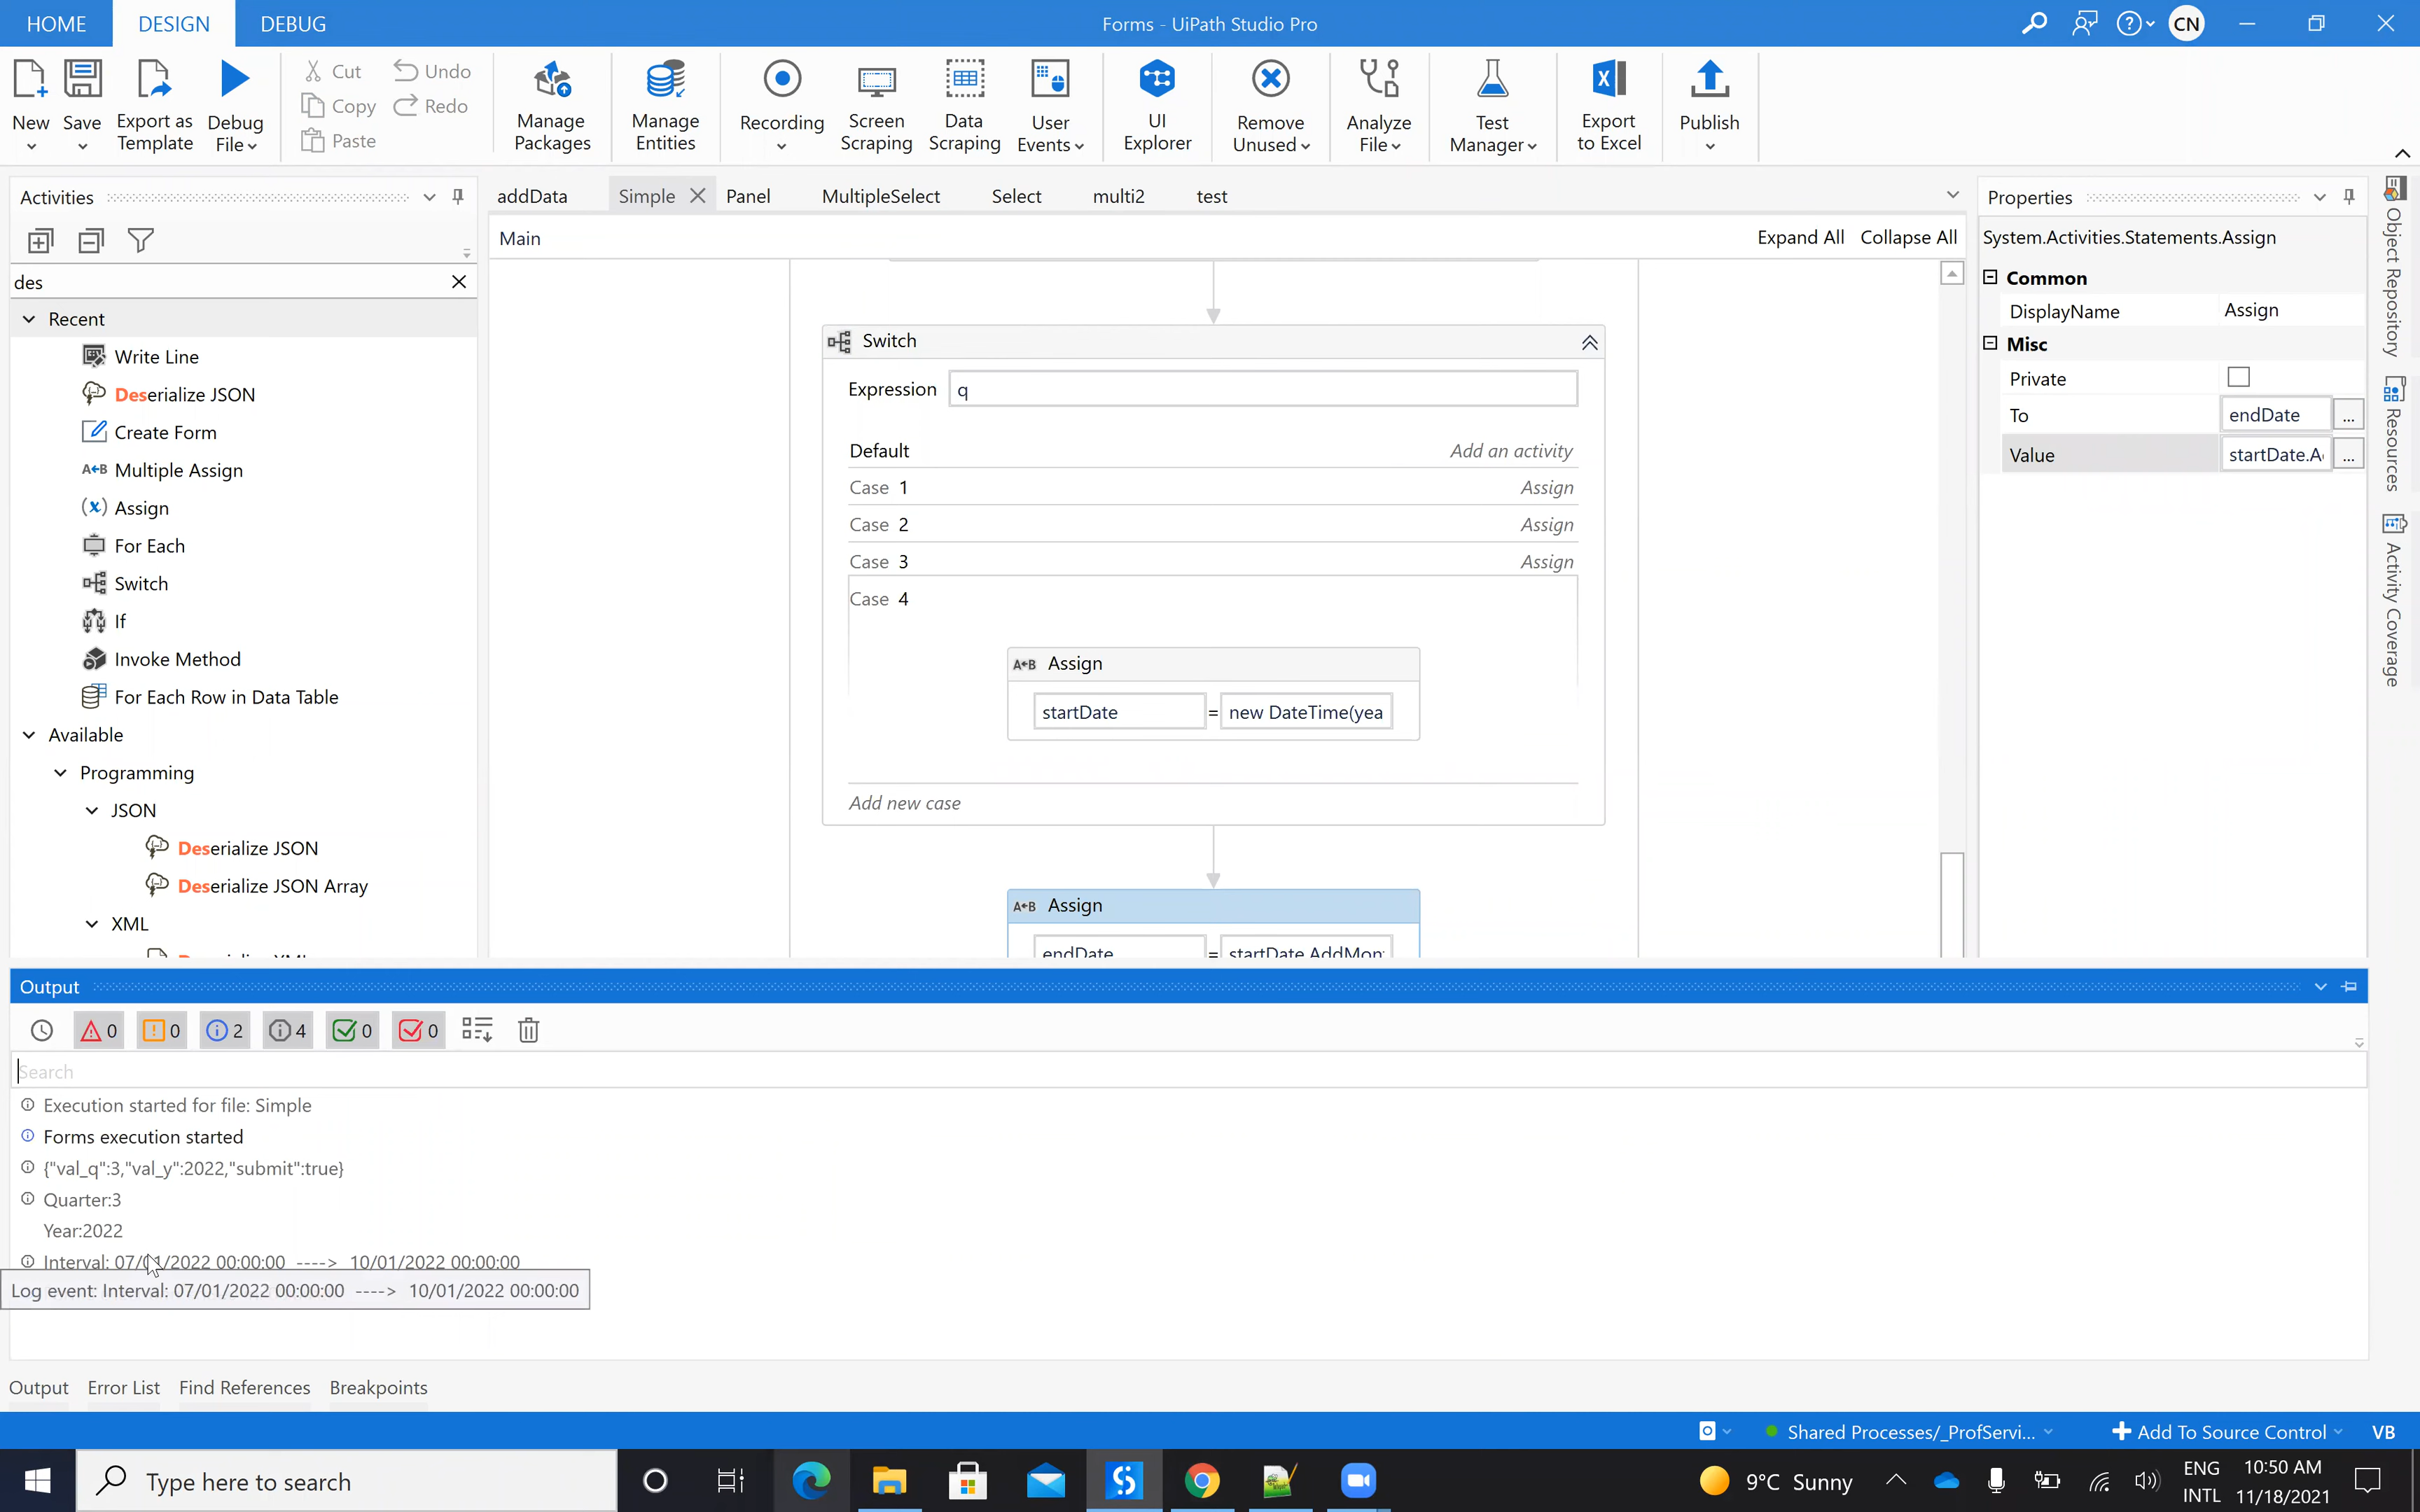 HOME DESIGN DEBUG Forms - UiPath Studio Pro CN
New Save Export as Template Debug File
Cut Copy Paste Undo Redo
Manage Packages Manage Entities
Recording Screen Scraping Data Scraping User Events
UI Explorer Remove Unused Analyze File Test Manager Export to Excel Publish
Activities
des
Recent
Write Line
Deserialize JSON
Create Form
Multiple Assign
Assign
For Each
Switch
If
Invoke Method
For Each Row in Data Table
Available
Programming
JSON
Deserialize JSON
Deserialize JSON Array
XML
addData Simple Panel MultipleSelect Select multi2 test
Main Expand All Collapse All
Switch
Expression q
Default Add an activity
Case 1 Assign
Case 2 Assign
Case 3 Assign
Case 4
A←B Assign
startDate = new DateTime(yea
Add new case
A←B Assign
endDate = startDate.AddMon
Properties
System.Activities.Statements.Assign
Common
DisplayName Assign
Misc
Private
To endDate ...
Value startDate.A ...
Object Repository
Resources
Activity Coverage
Output
0 0 2 4 0 0
Search
Execution started for file: Simple
Forms execution started
{"val_q":3,"val_y":2022,"submit":true}
Quarter:3
Year:2022
Interval: 07/01/2022 00:00:00 ----> 10/01/2022 00:00:00
Log event: Interval: 07/01/2022 00:00:00 ----> 10/01/2022 00:00:00
Output Error List Find References Breakpoints
Shared Processes/_ProfServi... Add To Source Control VB
Type here to search
9°C Sunny
ENG
INTL
10:50 AM
11/18/2021